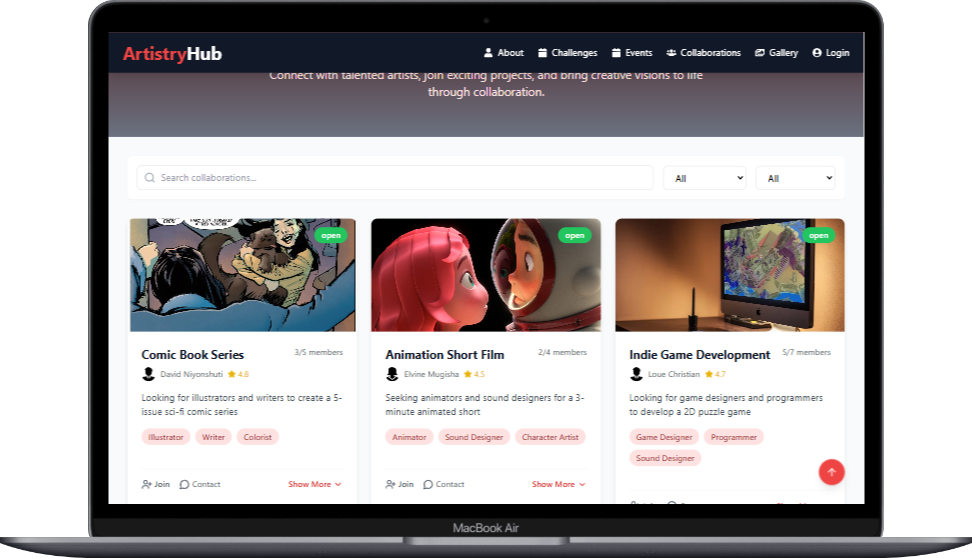 ArtistryHub
About
Challenges
Events
Collaborations
Gallery
Login
Connect with talented artists, join exciting projects, and bring creative visions to life
through collaboration.
Search collaborations...
All
All
open
open
open
Comic Book Series
3/5 members
David Niyonshuti
4.8
Looking for illustrators and writers to create a 5-
issue sci-fi comic series
Illustrator
Writer
Colorist
Join
Contact
Show More
Animation Short Film
2/4 members
Elvine Mugisha
4.5
Seeking animators and sound designers for a 3-
minute animated short
Animator
Sound Designer
Character Artist
Join
Contact
Show More
Indie Game Development
5/7 members
Loue Christian
4.7
Looking for game designers and programmers
to develop a 2D puzzle game
Game Designer
Programmer
Sound Designer
MacBook Air